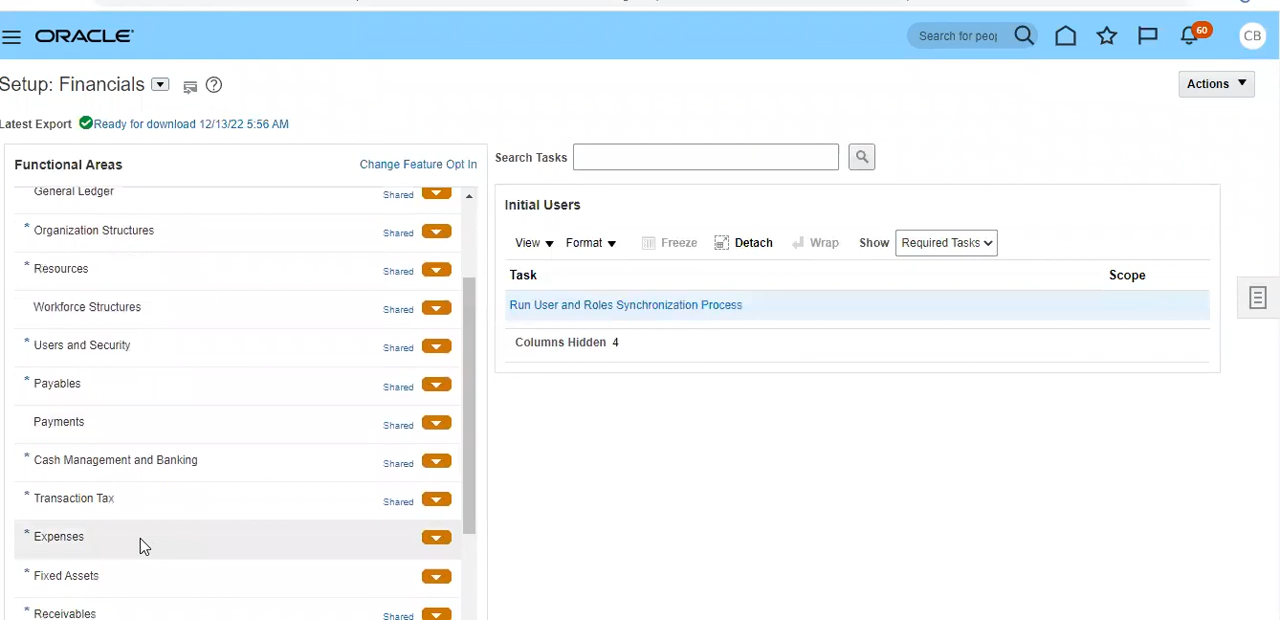 ORACLE
Search for peop
60
CB
Setup: Financials
Actions
Latest Export Ready for download 12/13/22 5:56 AM
Functional Areas
Change Feature Opt In
General Ledger Shared
* Organization Structures Shared
* Resources Shared
Workforce Structures Shared
* Users and Security Shared
* Payables Shared
Payments Shared
* Cash Management and Banking Shared
* Transaction Tax Shared
* Expenses
* Fixed Assets
* Receivables Shared
Search Tasks
Initial Users
View Format Freeze Detach Wrap Show Required Tasks
Task Scope
Run User and Roles Synchronization Process
Columns Hidden 4